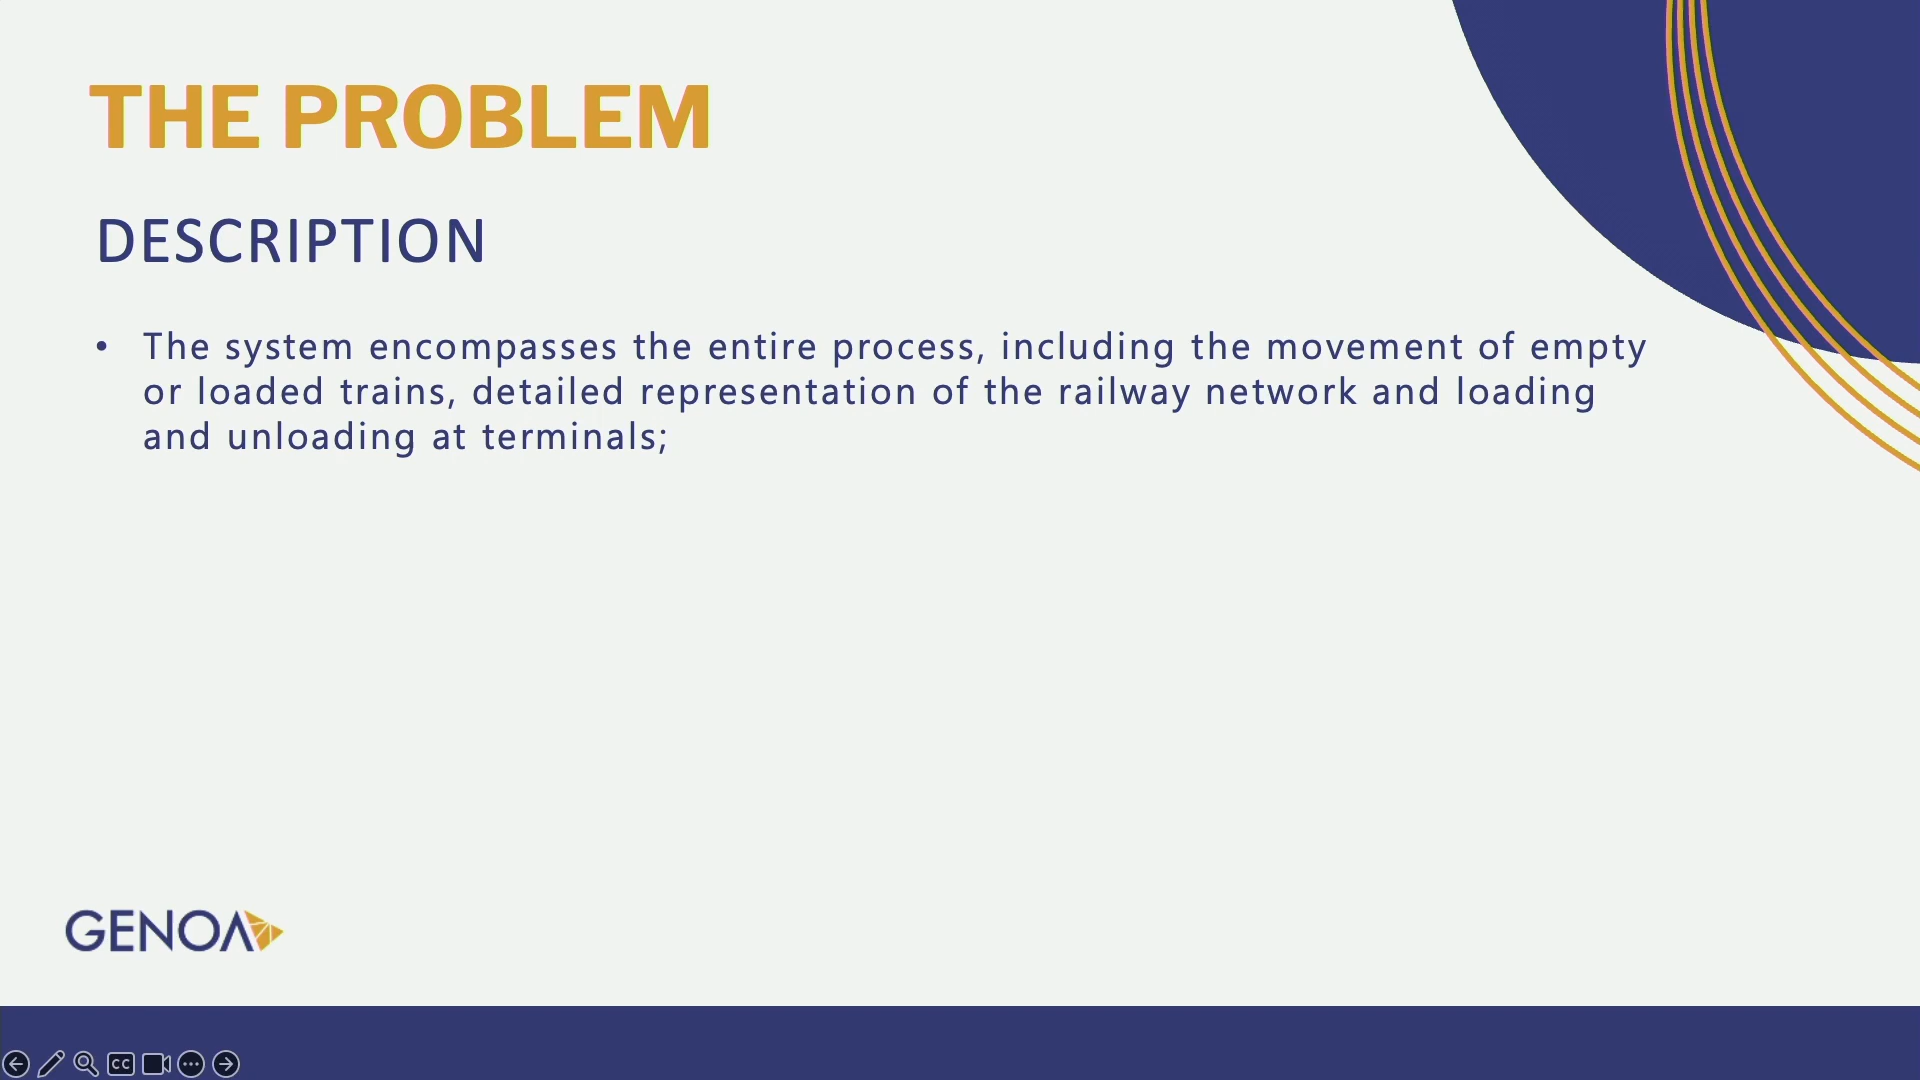 THE PROBLEM
DESCRIPTION
• The system encompasses the entire process, including the movement of empty
or loaded trains, detailed representation of the railway network and loading
and unloading at terminals;
GENOA
CC